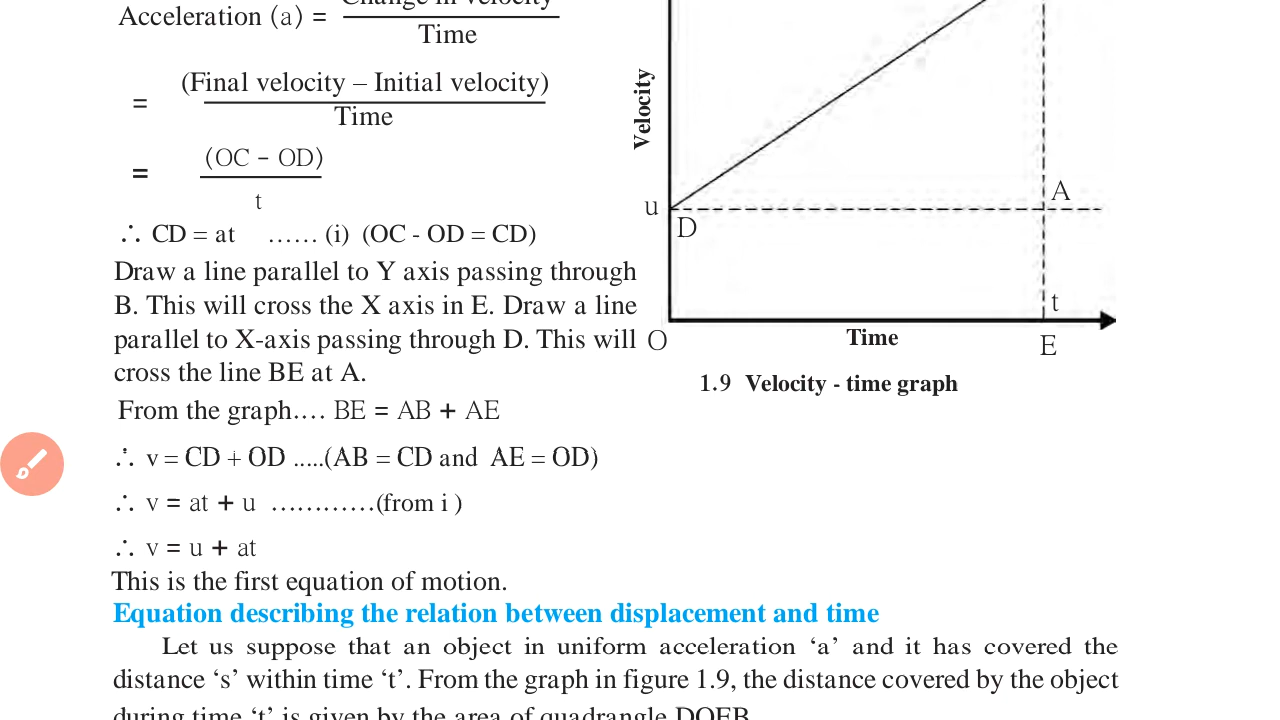 Acceleration (a) = Change in velocity
Time
= (Final velocity – Initial velocity)
Time
= (OC – OD)
t
∴ CD = at ...... (i) (OC - OD = CD)
Draw a line parallel to Y axis passing through
B. This will cross the X axis in E. Draw a line
parallel to X-axis passing through D. This will
cross the line BE at A.
From the graph.... BE = AB + AE
∴ v = CD + OD .....(AB = CD and AE = OD)
∴ v = at + u ............(from i )
∴ v = u + at
This is the first equation of motion.
Velocity
u
D
A
t
O
Time
E
1.9 Velocity - time graph
Equation describing the relation between displacement and time
Let us suppose that an object in uniform acceleration ‘a’ and it has covered the
distance ‘s’ within time ‘t’. From the graph in figure 1.9, the distance covered by the object
during time ‘t’ is given by the area of quadrangle DOEB.